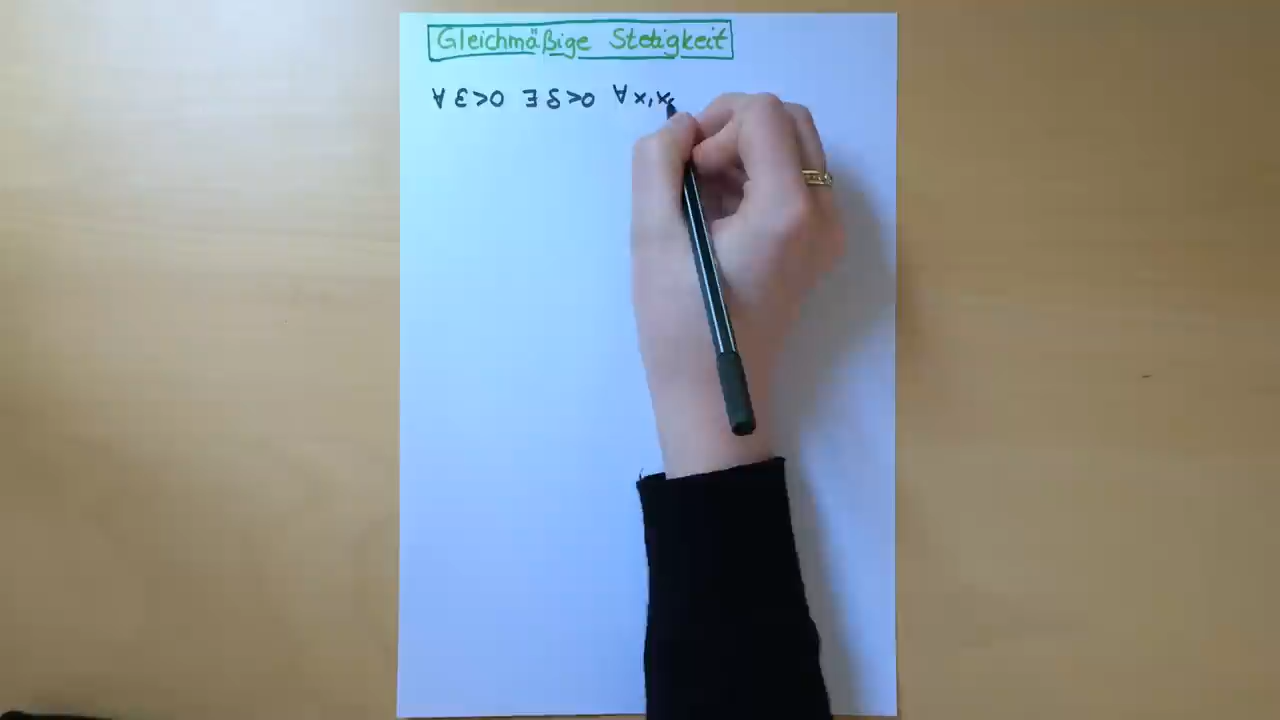 Gleichmäßige Stetigkeit
∀ ε>0 ∃ δ>0 ∀ x,x